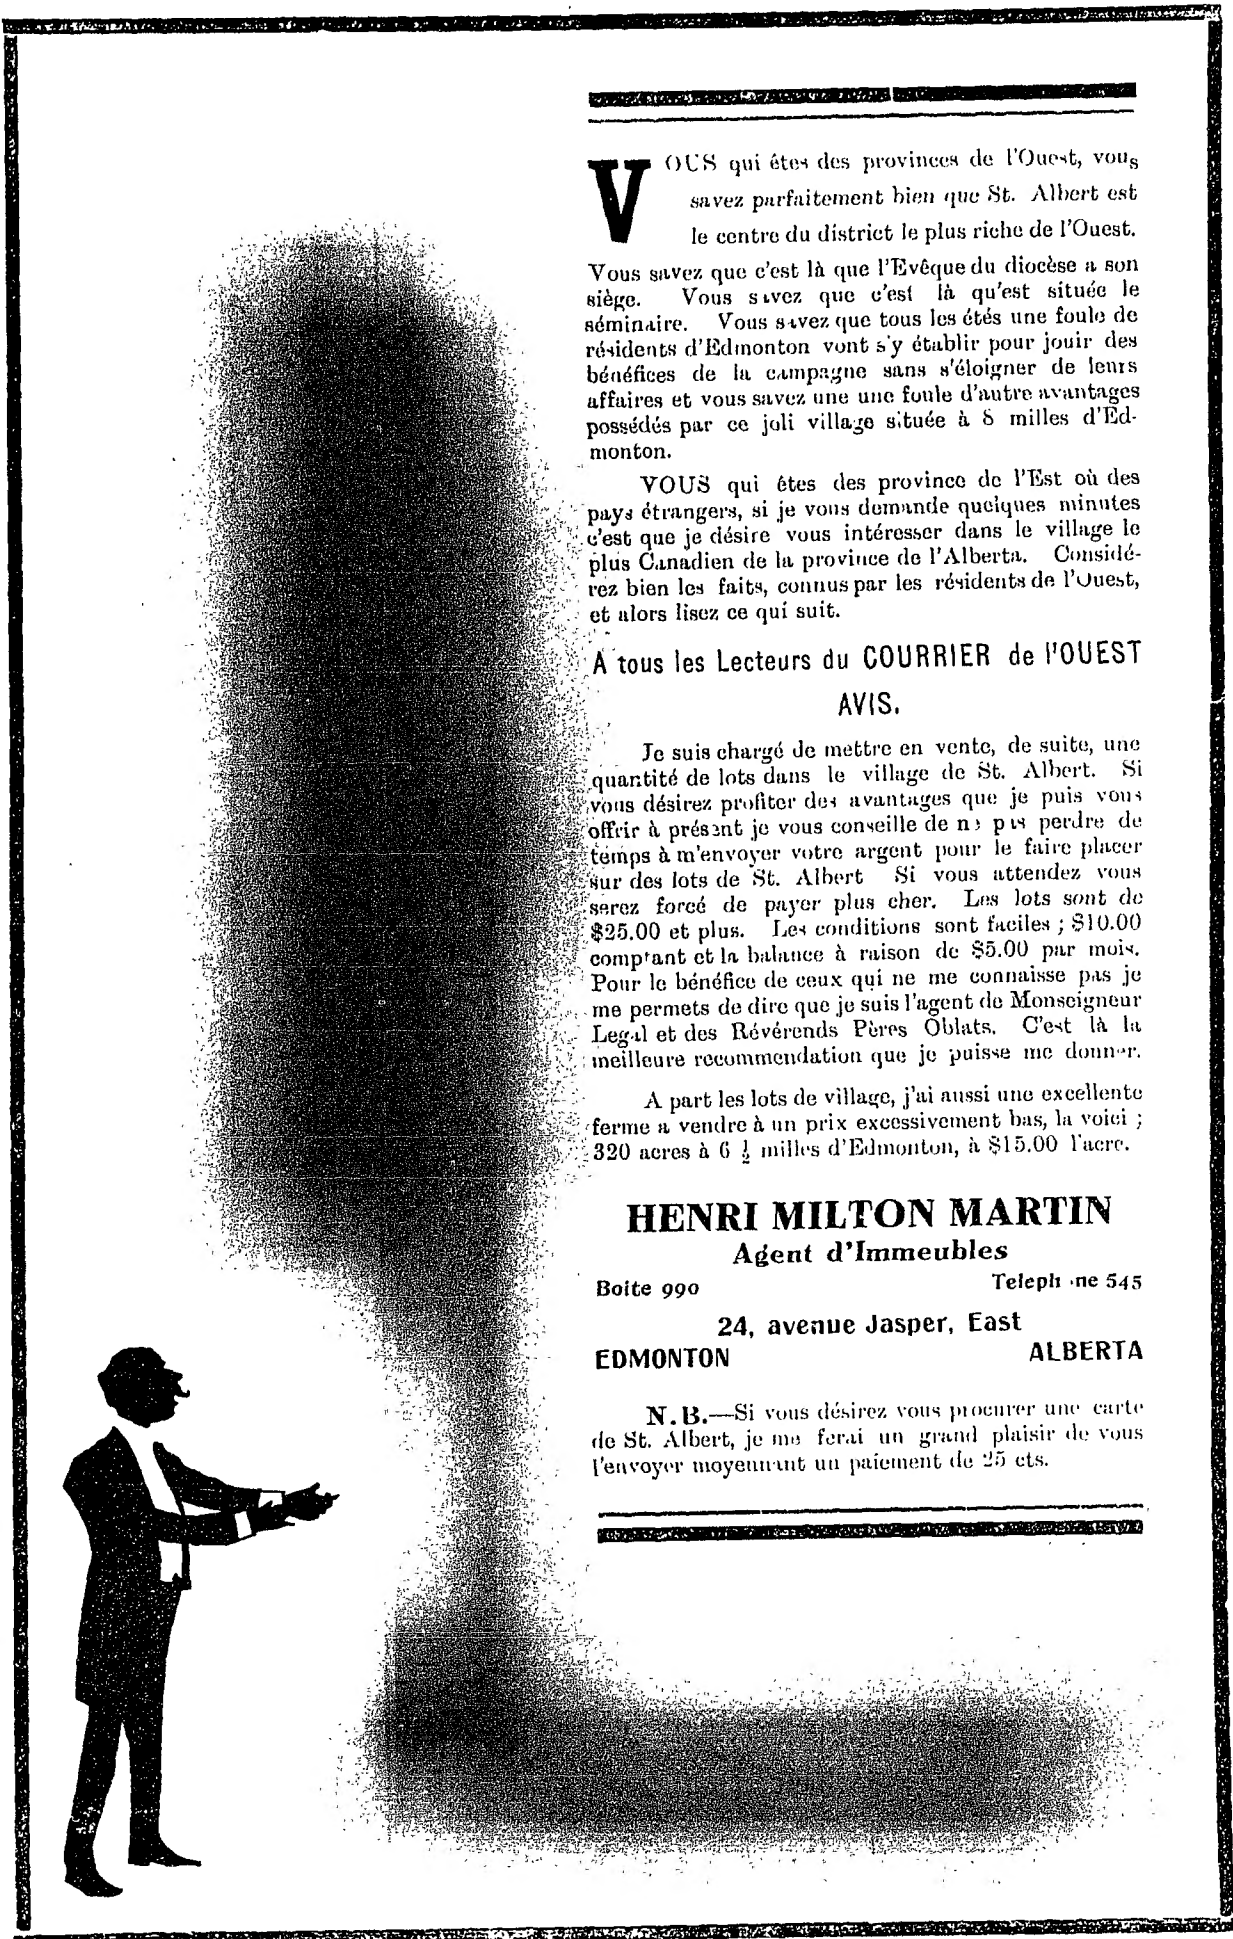 VOUS qui êtes des provinces de l'Ouest, vous
savez parfaitement bien que St. Albert est
le centre du district le plus riche de l'Ouest.
Vous savez que c'est là que l'Evêque du diocèse a son
siège. Vous savez que c'est là qu'est située le
séminaire. Vous savez que tous les étés une foule de
résidents d'Edmonton vont s'y établir pour jouir des
bénéfices de la campagne sans s'éloigner de leurs
affaires et vous savez une une foule d'autre avantages
possédés par ce joli village située à 8 milles d'Ed-
monton.
VOUS qui êtes des province de l'Est où des
pays étrangers, si je vous demande quelques minutes
c'est que je désire vous intéresser dans le village le
plus Canadien de la province de l'Alberta. Considé-
rez bien les faits, connus par les résidents de l'Ouest,
et alors lisez ce qui suit.
A tous les Lecteurs du COURRIER de l'OUEST
AVIS.
Je suis chargé de mettre en vente, de suite, une
quantité de lots dans le village de St. Albert. Si
vous désirez profiter des avantages que je puis vous
offrir à présent je vous conseille de ne pas perdre de
temps à m'envoyer votre argent pour le faire placer
sur des lots de St. Albert Si vous attendez vous
serez forcé de payer plus cher. Les lots sont de
$25.00 et plus. Les conditions sont faciles ; $10.00
comptant et la balance à raison de $5.00 par mois.
Pour le bénéfice de ceux qui ne me connaisse pas je
me permets de dire que je suis l'agent de Monseigneur
Legal et des Révérends Pères Oblats. C'est là la
meilleure recommendation que je puisse me donner.
A part les lots de village, j'ai aussi une excellente
ferme a vendre à un prix excessivement bas, la voici ;
320 acres à 6 ½ milles d'Edmonton, à $15.00 l'acre.
HENRI MILTON MARTIN
Agent d'Immeubles
Boite 990 Telephone 545
24, avenue Jasper, East
EDMONTON ALBERTA
N. B.—Si vous désirez vous procurer une carte
de St. Albert, je me ferai un grand plaisir de vous
l'envoyer moyennant un paiement de 25 cts.